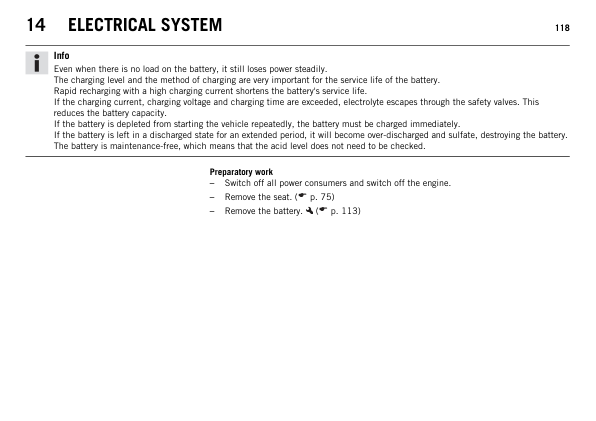 14 ELECTRICAL SYSTEM 118
Info
Even when there is no load on the battery, it still loses power steadily.
The charging level and the method of charging are very important for the service life of the battery.
Rapid recharging with a high charging current shortens the battery's service life.
If the charging current, charging voltage and charging time are exceeded, electrolyte escapes through the safety valves. This
reduces the battery capacity.
If the battery is depleted from starting the vehicle repeatedly, the battery must be charged immediately.
If the battery is left in a discharged state for an extended period, it will become over-discharged and sulfate, destroying the battery.
The battery is maintenance-free, which means that the acid level does not need to be checked.
Preparatory work
– Switch off all power consumers and switch off the engine.
– Remove the seat. (☛ p. 75)
– Remove the battery. (☛ p. 113)